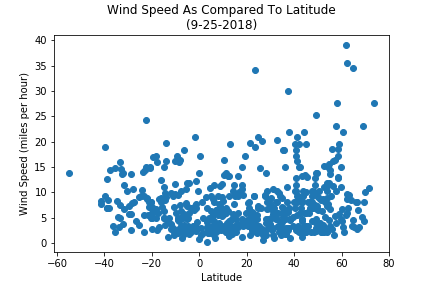 Wind Speed As Compared To Latitude
(9-25-2018)
40
35
30
25
20
15
10
5
0
Wind Speed (miles per hour)
−60 −40 −20 0 20 40 60 80
Latitude